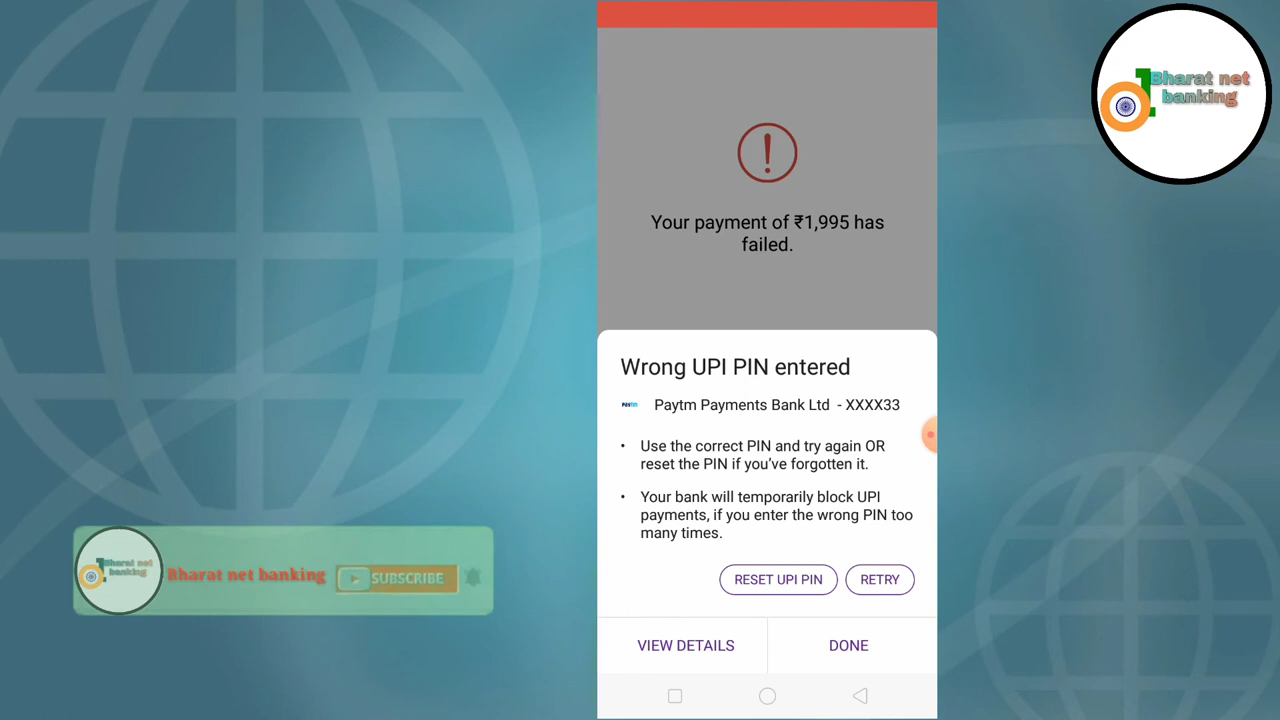 Bharat net
banking
Your payment of ₹1,995 has
failed.
Wrong UPI PIN entered
Paytm Payments Bank Ltd - XXXX33
• Use the correct PIN and try again OR
reset the PIN if you’ve forgotten it.
• Your bank will temporarily block UPI
payments, if you enter the wrong PIN too
many times.
RESET UPI PIN RETRY
VIEW DETAILS DONE
Bharat net
banking
Bharat net banking
SUBSCRIBE